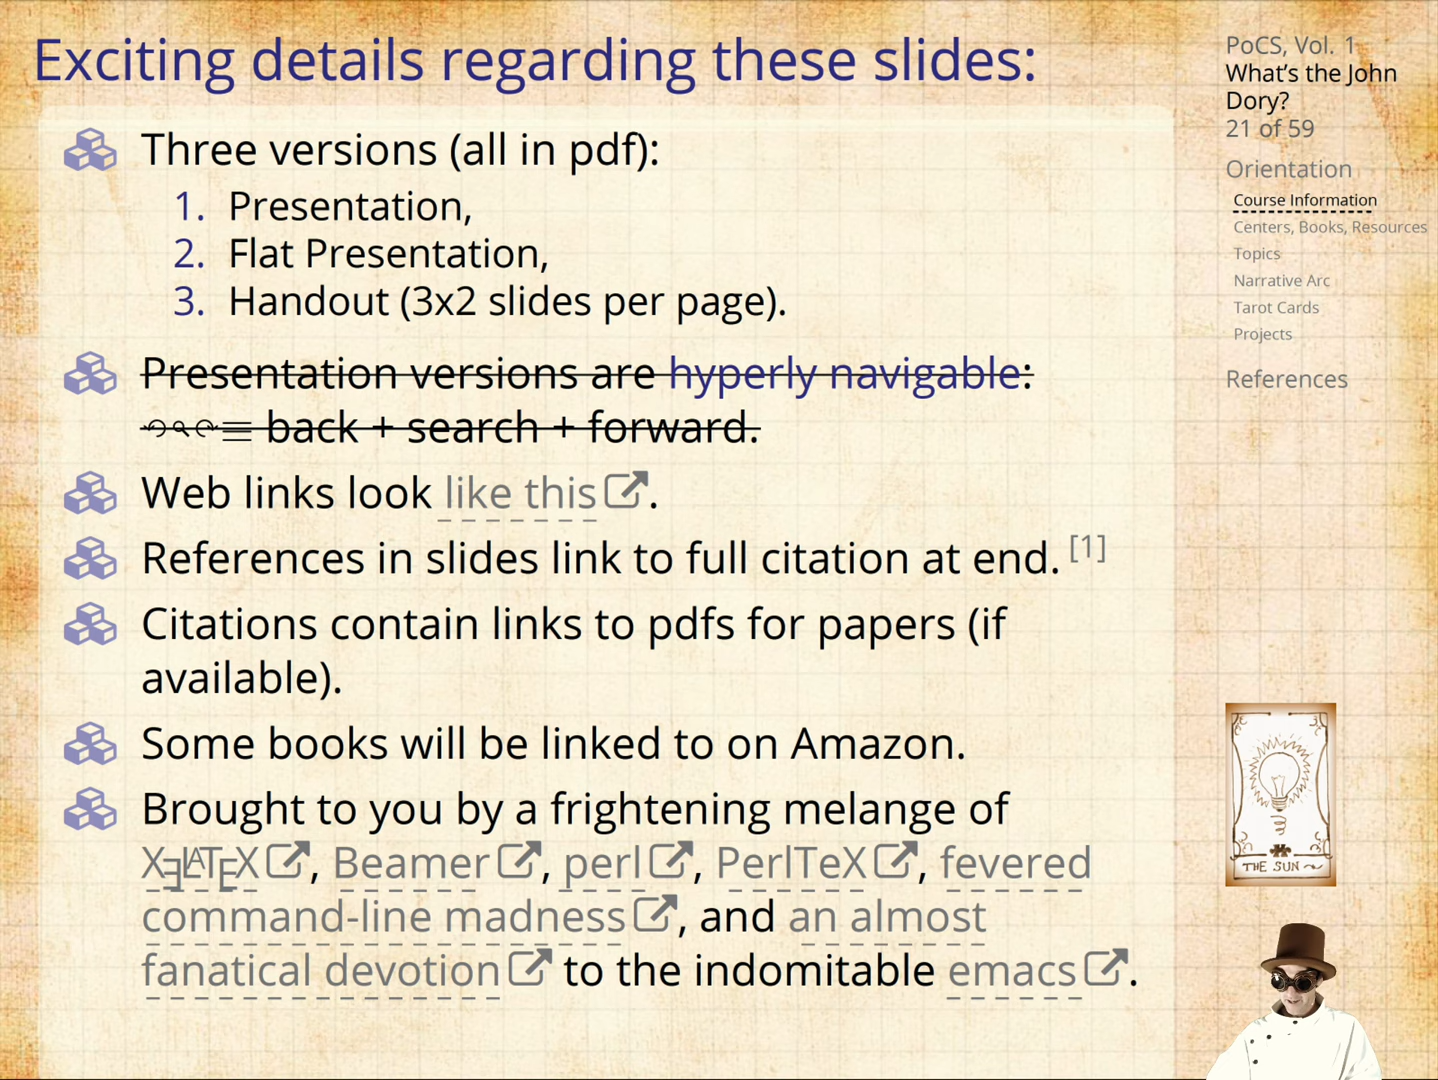 Exciting details regarding these slides:
Three versions (all in pdf):
1. Presentation,
2. Flat Presentation,
3. Handout (3x2 slides per page).
Presentation versions are hyperly navigable:
back + search + forward.
Web links look like this.
References in slides link to full citation at end. [1]
Citations contain links to pdfs for papers (if
available).
Some books will be linked to on Amazon.
Brought to you by a frightening melange of
XƎLATEX, Beamer, perl, PerlTeX, fevered
command-line madness, and an almost
fanatical devotion to the indomitable emacs.
PoCS, Vol. 1
What's the John
Dory?
21 of 59
Orientation
Course Information
Centers, Books, Resources
Topics
Narrative Arc
Tarot Cards
Projects
References
THE SUN